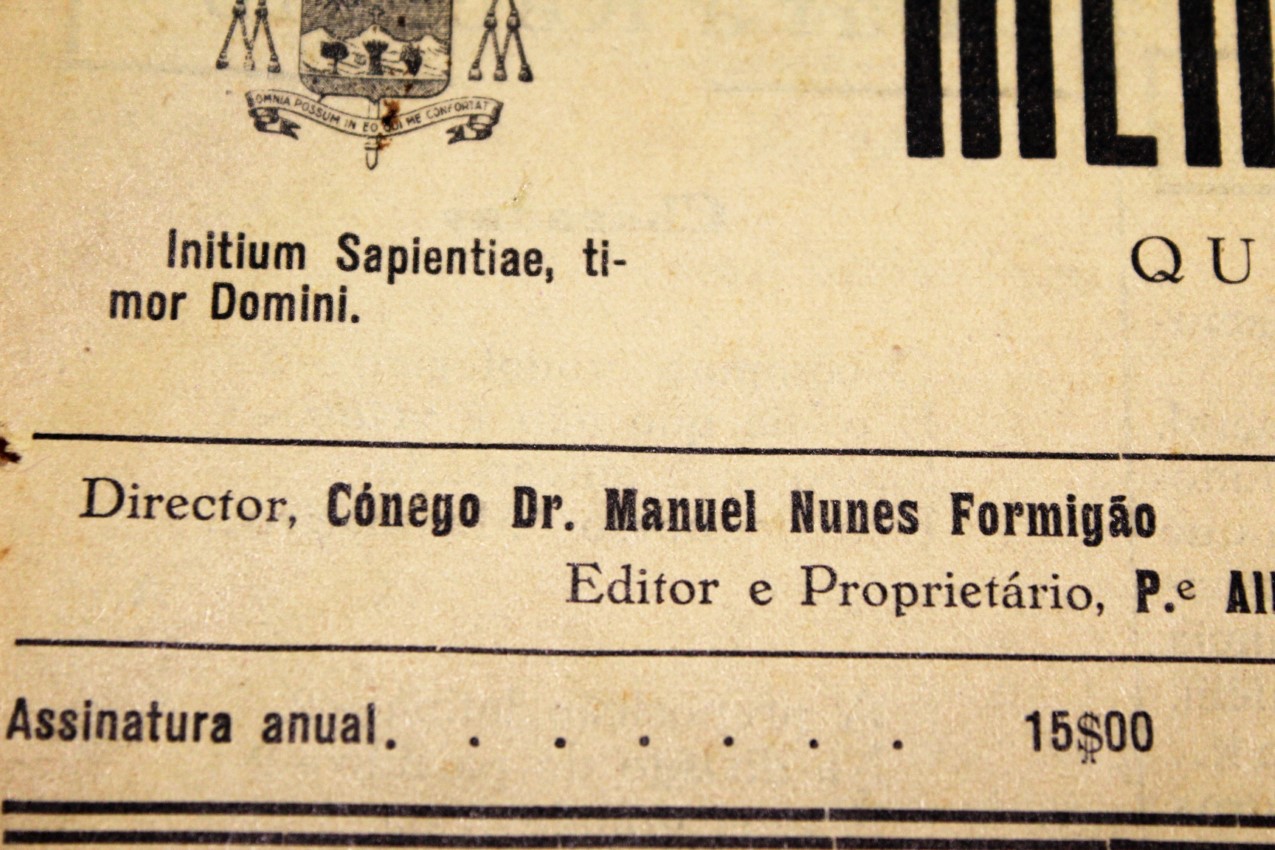 OMNIA POSSUM IN EO QUI ME CONFORTAT
Initium Sapientiae, ti-
mor Domini.
QU
Director, Cónego Dr. Manuel Nunes Formigão
Editor e Proprietário, P.e
Assinatura anual. . . . . . . 15$00